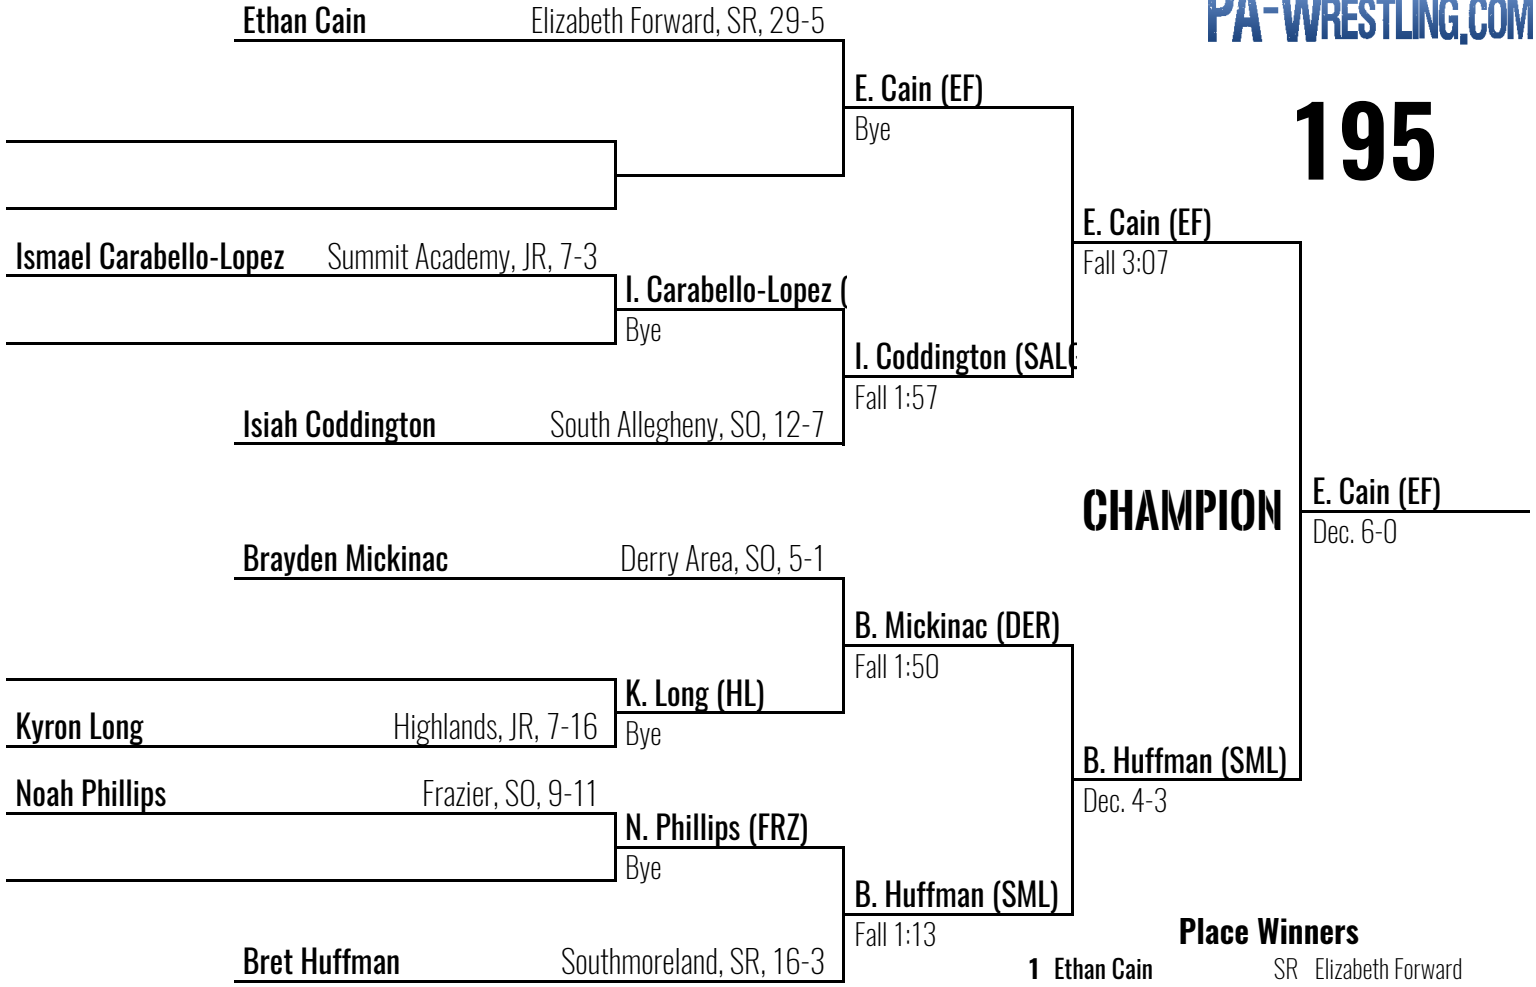 PA-WRESTLING.COM
195
Ethan Cain Elizabeth Forward, SR, 29-5
E. Cain (EF)
Bye
E. Cain (EF)
Fall 3:07
Ismael Carabello-Lopez Summit Academy, JR, 7-3
I. Carabello-Lopez (
Bye
I. Coddington (SAL
Fall 1:57
Isiah Coddington South Allegheny, SO, 12-7
CHAMPION
E. Cain (EF)
Dec. 6-0
Brayden Mickinac Derry Area, SO, 5-1
B. Mickinac (DER)
Fall 1:50
K. Long (HL)
Bye
Kyron Long Highlands, JR, 7-16
B. Huffman (SML)
Dec. 4-3
Noah Phillips Frazier, SO, 9-11
N. Phillips (FRZ)
Bye
B. Huffman (SML)
Fall 1:13
Bret Huffman Southmoreland, SR, 16-3
Place Winners
1 Ethan Cain SR Elizabeth Forward